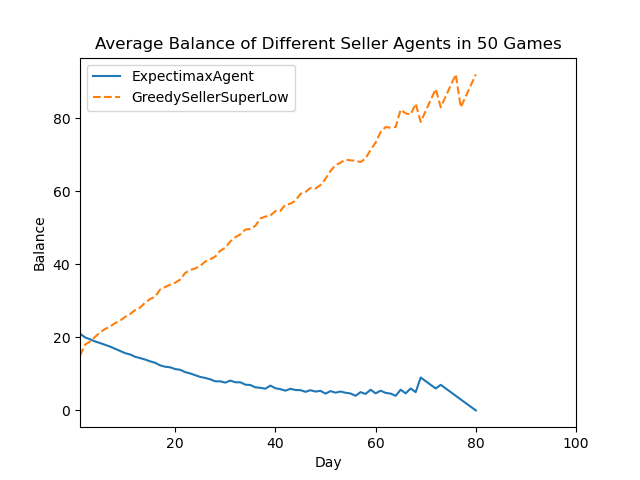 Average Balance of Different Seller Agents in 50 Games
ExpectimaxAgent
GreedySellerSuperLow
80
60
40
20
0
Balance
20 40 60 80 100
Day